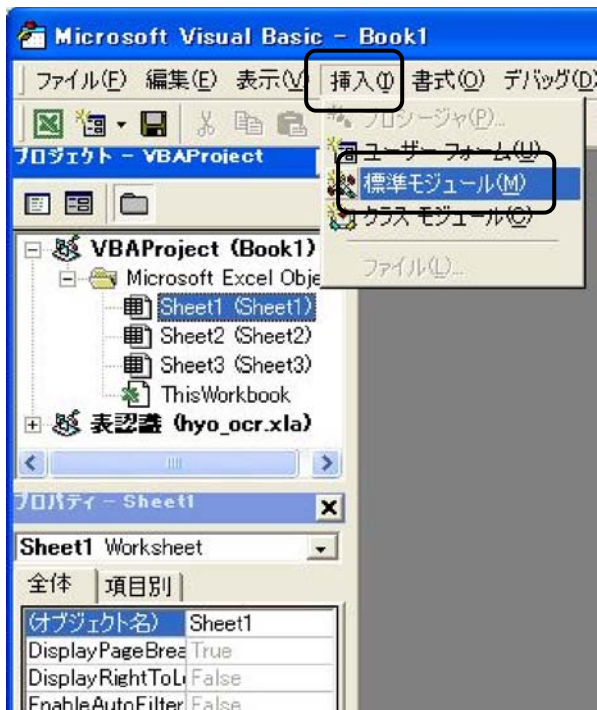 Microsoft Visual Basic - Book1
ファイル(F) 編集(E) 表示(V) 挿入(I) 書式(O) デバッグ(D)
プロシージャ(P)...
ユーザー フォーム(U)
標準モジュール(M)
クラス モジュール(C)
ファイル(L)...
プロジェクト - VBAProject
VBAProject (Book1)
Microsoft Excel Obje
Sheet1 (Sheet1)
Sheet2 (Sheet2)
Sheet3 (Sheet3)
ThisWorkbook
表認識 (hyo_ocr.xla)
プロパティ - Sheet1
Sheet1 Worksheet
全体 項目別
(オブジェクト名) Sheet1
DisplayPageBrea True
DisplayRightToL False
EnableAutoFilter False